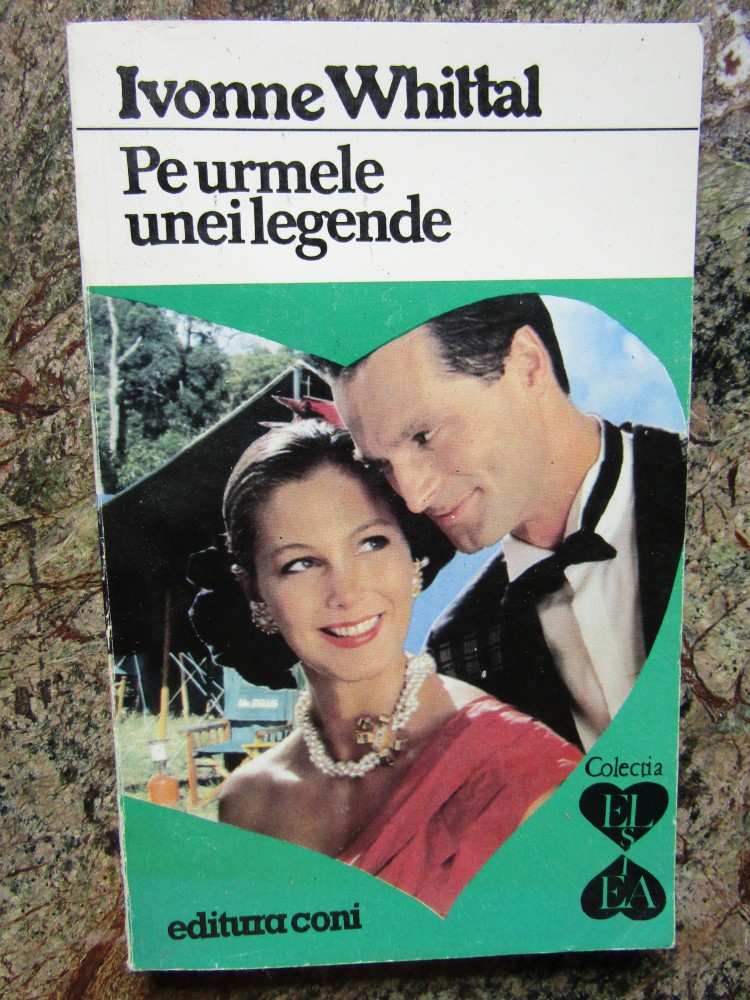 Ivonne Whittal
Pe urmele
unei legende
Colecția
EL
ȘI
EA
editura coni